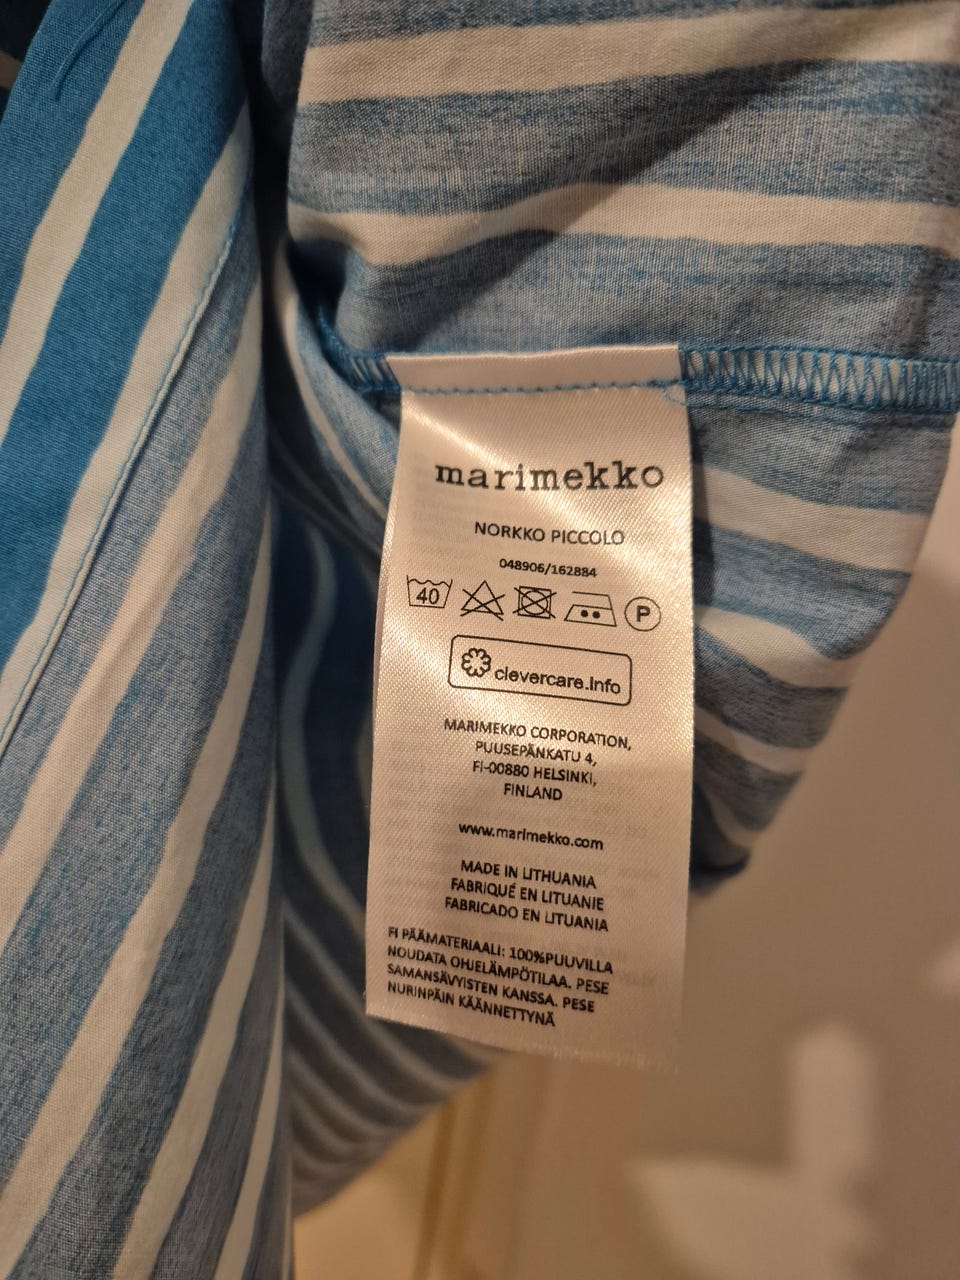 marimekko
NORKKO PICCOLO
048906/162884
40 P
clevercare.info
MARIMEKKO CORPORATION,
PUUSEPÄNKATU 4,
FI-00880 HELSINKI,
FINLAND
www.marimekko.com
MADE IN LITHUANIA
FABRIQUÉ EN LITUANIE
FABRICADO EN LITUANIA
FI PÄÄMATERIAALI: 100%PUUVILLA
NOUDATA OHJELÄMPÖTILAA. PESE
SAMANSÄVYISTEN KANSSA. PESE
NURINPÄIN KÄÄNNETTYNÄ